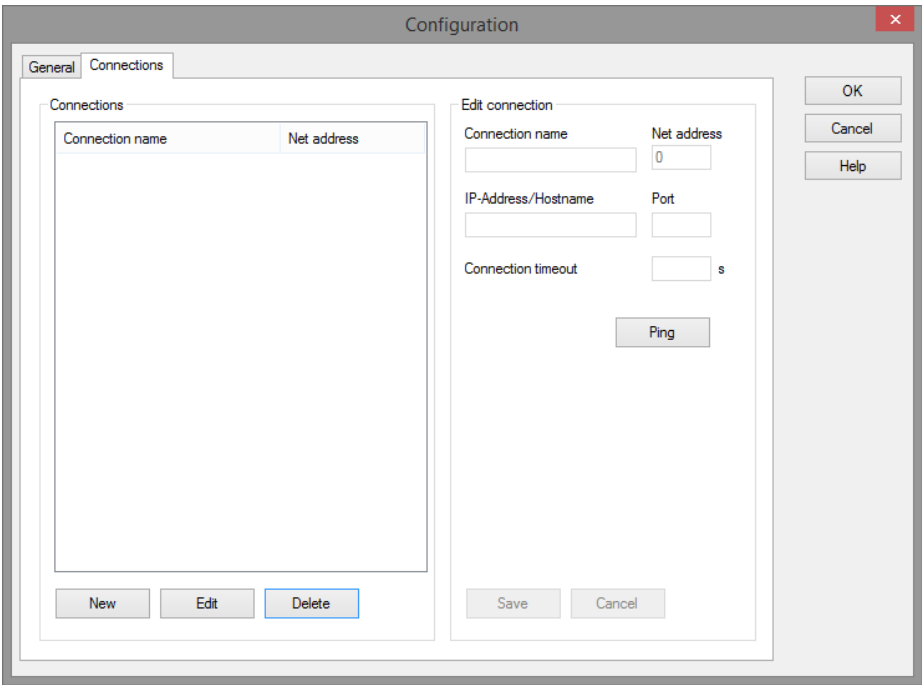 Configuration
General
Connections
OK
Cancel
Help
Connections
Connection name
Net address
New
Edit
Delete
Edit connection
Connection name
Net address
0
IP-Address/Hostname
Port
Connection timeout
s
Ping
Save
Cancel